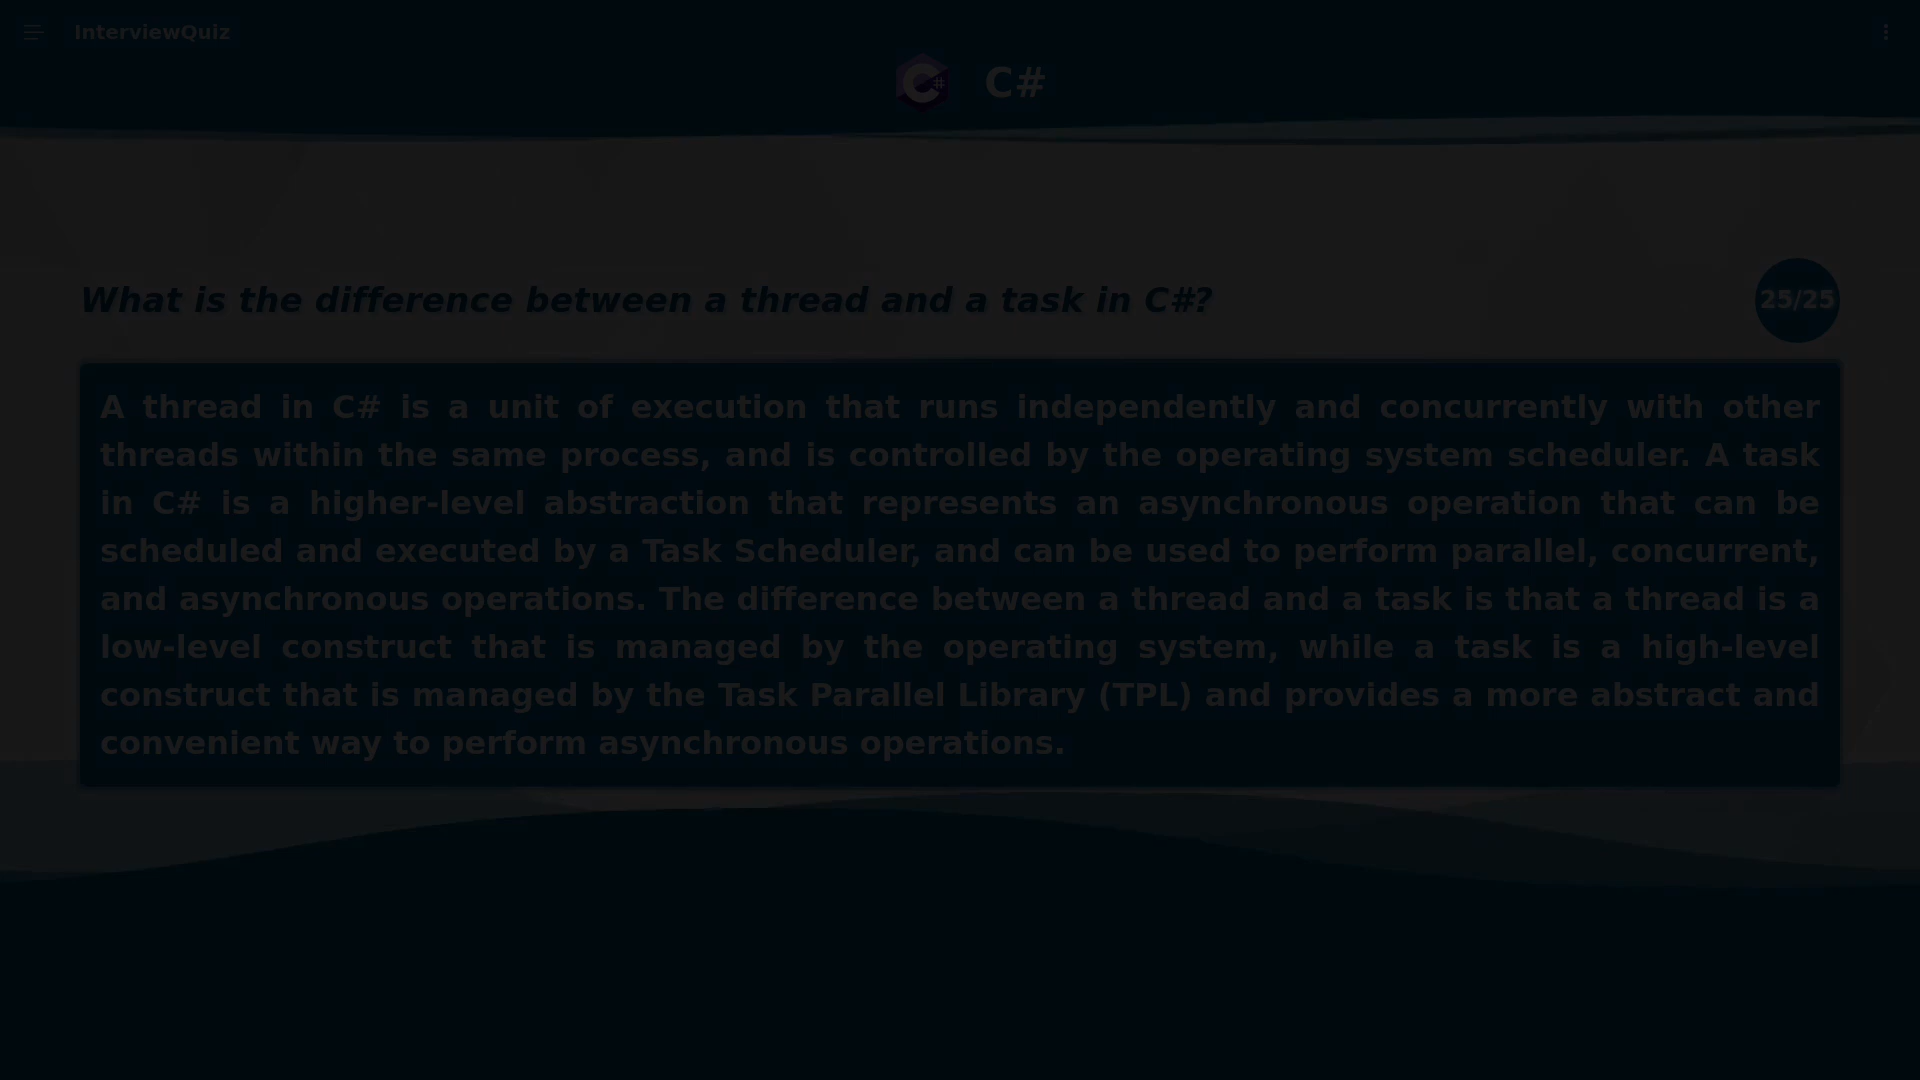 InterviewQuiz
C#
What is the difference between a thread and a task in C#?
25/25
A thread in C# is a unit of execution that runs independently and concurrently with other
threads within the same process, and is controlled by the operating system scheduler. A task
in C# is a higher-level abstraction that represents an asynchronous operation that can be
scheduled and executed by a Task Scheduler, and can be used to perform parallel, concurrent,
and asynchronous operations. The difference between a thread and a task is that a thread is a
low-level construct that is managed by the operating system, while a task is a high-level
construct that is managed by the Task Parallel Library (TPL) and provides a more abstract and
convenient way to perform asynchronous operations.